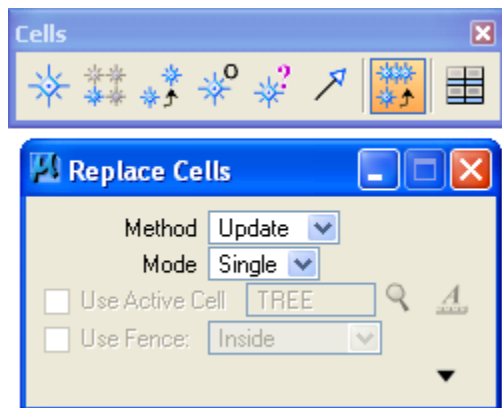 Cells
Replace Cells
Method Update
Mode Single
Use Active Cell TREE
Use Fence: Inside